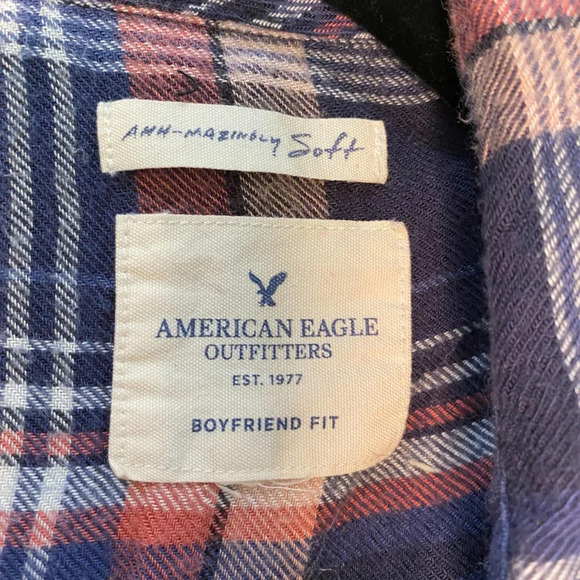 AHH-MAZINGLY Soft
AMERICAN EAGLE
OUTFITTERS
EST. 1977
BOYFRIEND FIT